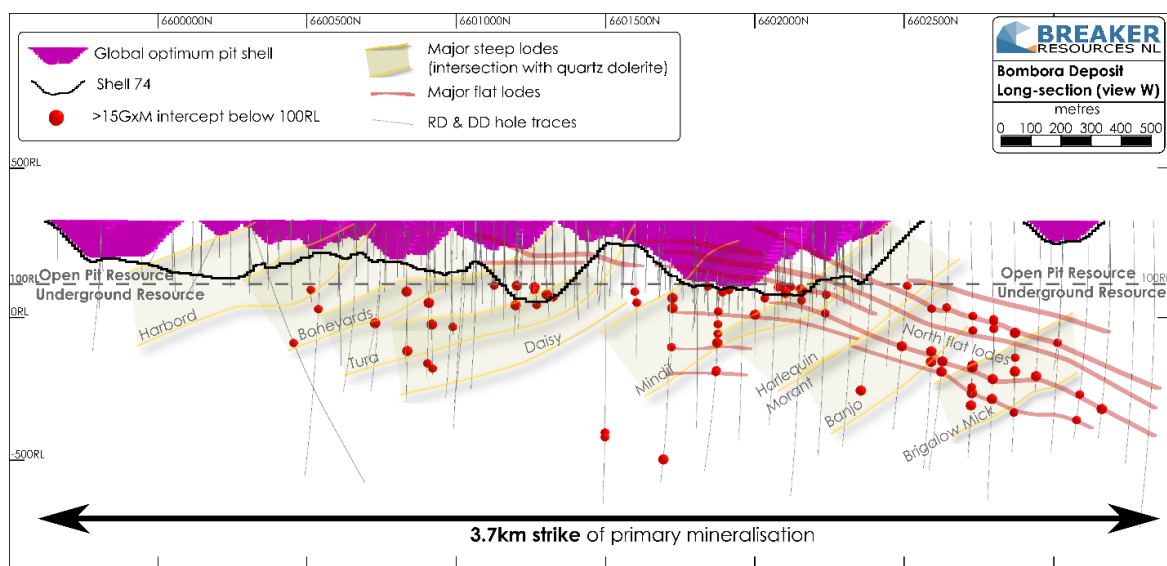 6600000N
6600500N
6601000N
6601500N
6602000N
6602500N
Global optimum pit shell
Shell 74
>15GxM intercept below 100RL
Major steep lodes
(intersection with quartz dolerite)
Major flat lodes
RD & DD hole traces
BREAKER
RESOURCES NL
Bombora Deposit
Long-section (view W)
metres
0 100 200 300 400 500
500RL
100RL
Open Pit Resource
Underground Resource
0RL
Open Pit Resource
100RL
Underground Resource
Harbord
Boheyards
Tura
Daisy
Mindil
Harlequin
Morant
Banjo
North flat lodes
Brigalow Mick
-500RL
3.7km strike of primary mineralisation